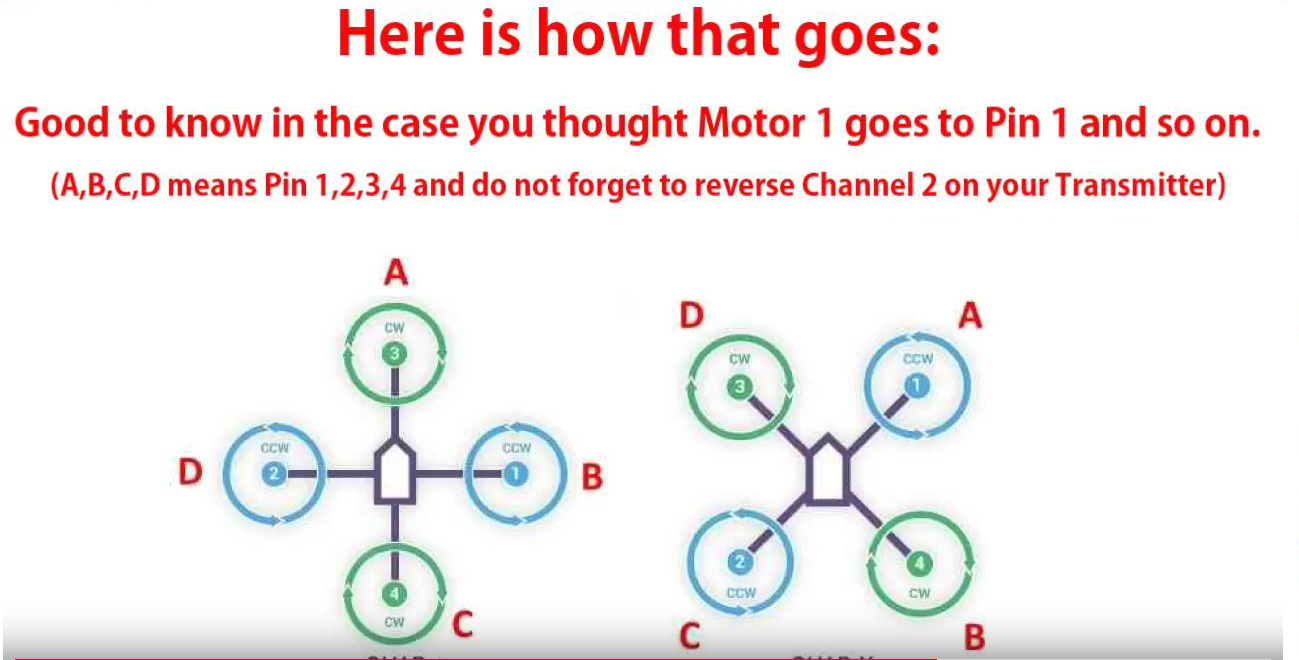 Here is how that goes:
Good to know in the case you thought Motor 1 goes to Pin 1 and so on.
(A,B,C,D means Pin 1,2,3,4 and do not forget to reverse Channel 2 on your Transmitter)
A
CW
3
D
CCW
2
CCW
1
B
4
CW
C
D
CW
3
A
CCW
1
2
CCW
C
4
CW
B